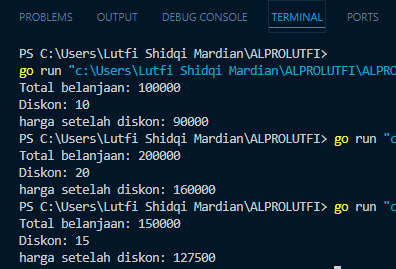 PROBLEMS OUTPUT DEBUG CONSOLE TERMINAL PORTS
PS C:\Users\Lutfi Shidqi Mardian\ALPROLUTFI>
go run "c:\Users\Lutfi Shidqi Mardian\ALPROLUTFI\ALPRO
Total belanjaan: 100000
Diskon: 10
harga setelah diskon: 90000
PS C:\Users\Lutfi Shidqi Mardian\ALPROLUTFI> go run "c
Total belanjaan: 200000
Diskon: 20
harga setelah diskon: 160000
PS C:\Users\Lutfi Shidqi Mardian\ALPROLUTFI> go run "c
Total belanjaan: 150000
Diskon: 15
harga setelah diskon: 127500